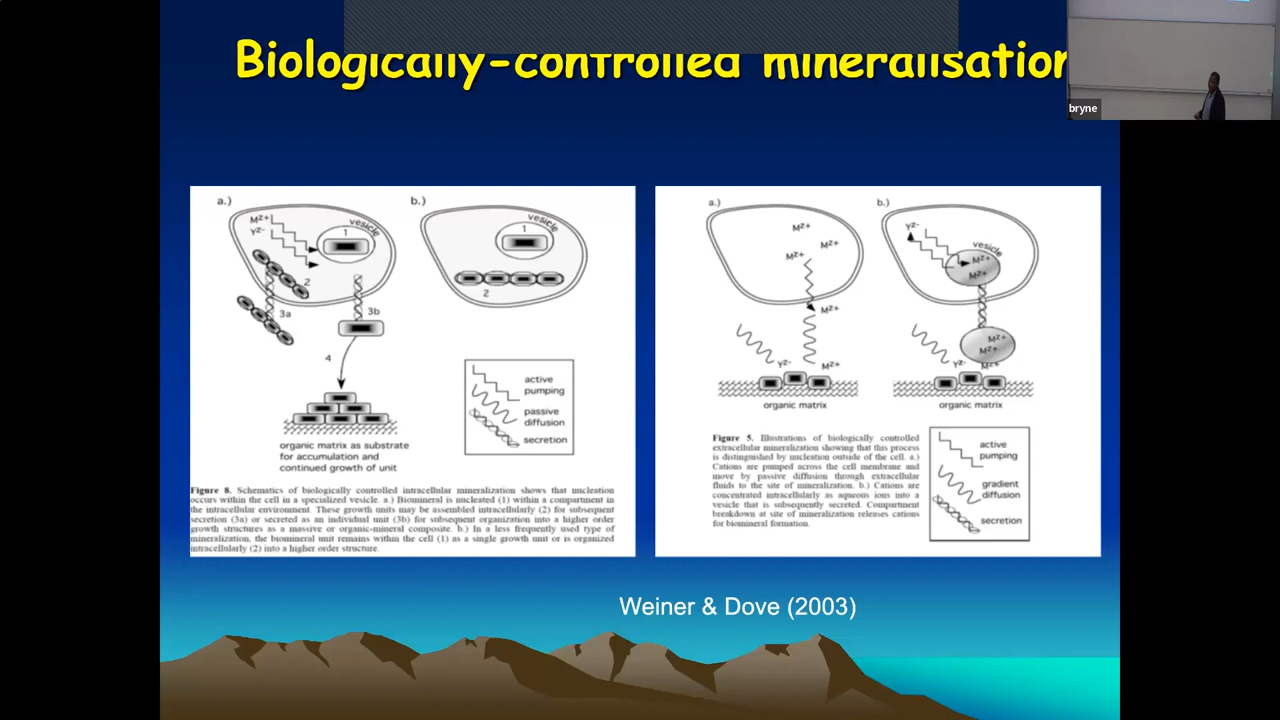 Biologically-controlled mineralisation
bryne
a.)
b.)
M²⁺
Y²⁻
vesicle
1
2
3a
3b
4
vesicle
1
2
active
pumping
passive
diffusion
secretion
organic matrix as substrate
for accumulation and
continued growth of unit
Figure 8. Schematics of biologically controlled intracellular mineralization shows that nucleation
occurs within the cell in a specialized vesicle. a.) Biomineral is nucleated (1) within a compartment in
the intracellular environment. These growth units may be assembled intracellularly (2) for subsequent
secretion (3a) or secreted as an individual unit (3b) for subsequent organization into a higher order
growth structures as a massive or organic-mineral composite. b.) In a less frequently used type of
mineralization, the biomineral unit remains within the cell (1) as a single growth unit or is organized
intracellularly (2) into a higher order structure.
a.)
b.)
M²⁺
M²⁺
M²⁺
M²⁺
Y²⁻
M²⁺
organic matrix
Y²⁻
vesicle
M²⁺
M²⁺
M²⁺
M²⁺
Y²⁻
M²⁺
organic matrix
Figure 5. Illustrations of biologically controlled
extracellular mineralization showing that this process
is distinguished by nucleation outside of the cell. a.)
Cations are pumped across the cell membrane and
move by passive diffusion through extracellular
fluids to the site of mineralization. b.) Cations are
concentrated intracellularly as aqueous ions into a
vesicle that is subsequently secreted. Compartment
breakdown at site of mineralization releases cations
for biomineral formation.
active
pumping
gradient
diffusion
secretion
Weiner & Dove (2003)